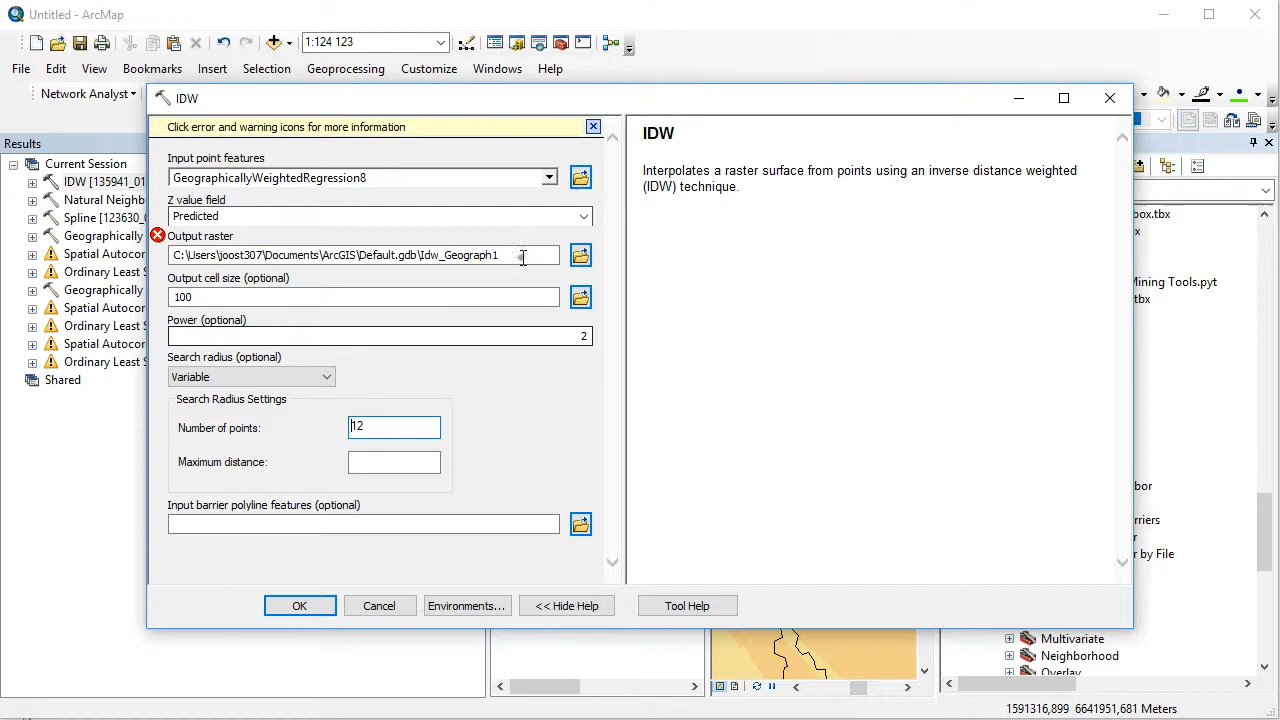 Untitled - ArcMap
1:124 123
File Edit View Bookmarks Insert Selection Geoprocessing Customize Windows Help
Network Analyst
Results
Current Session
IDW [135941_01
Natural Neighb
Spline [123630_0
Geographically
Spatial Autocor
Ordinary Least S
Geographically
Spatial Autocor
Ordinary Least S
Spatial Autocor
Ordinary Least S
Shared
IDW
Click error and warning icons for more information
Input point features
GeographicallyWeightedRegression8
Z value field
Predicted
Output raster
C:\Users\joost307\Documents\ArcGIS\Default.gdb\Idw_Geograph1
Output cell size (optional)
100
Power (optional)
2
Search radius (optional)
Variable
Search Radius Settings
Number of points:
12
Maximum distance:
Input barrier polyline features (optional)
OK
Cancel
Environments...
<< Hide Help
Tool Help
IDW
Interpolates a raster surface from points using an inverse distance weighted
(IDW) technique.
box.tbx
Mining Tools.pyt
tbx
bor
rriers
r
r by File
Multivariate
Neighborhood
Overlay
1591316,899 6641951,681 Meters